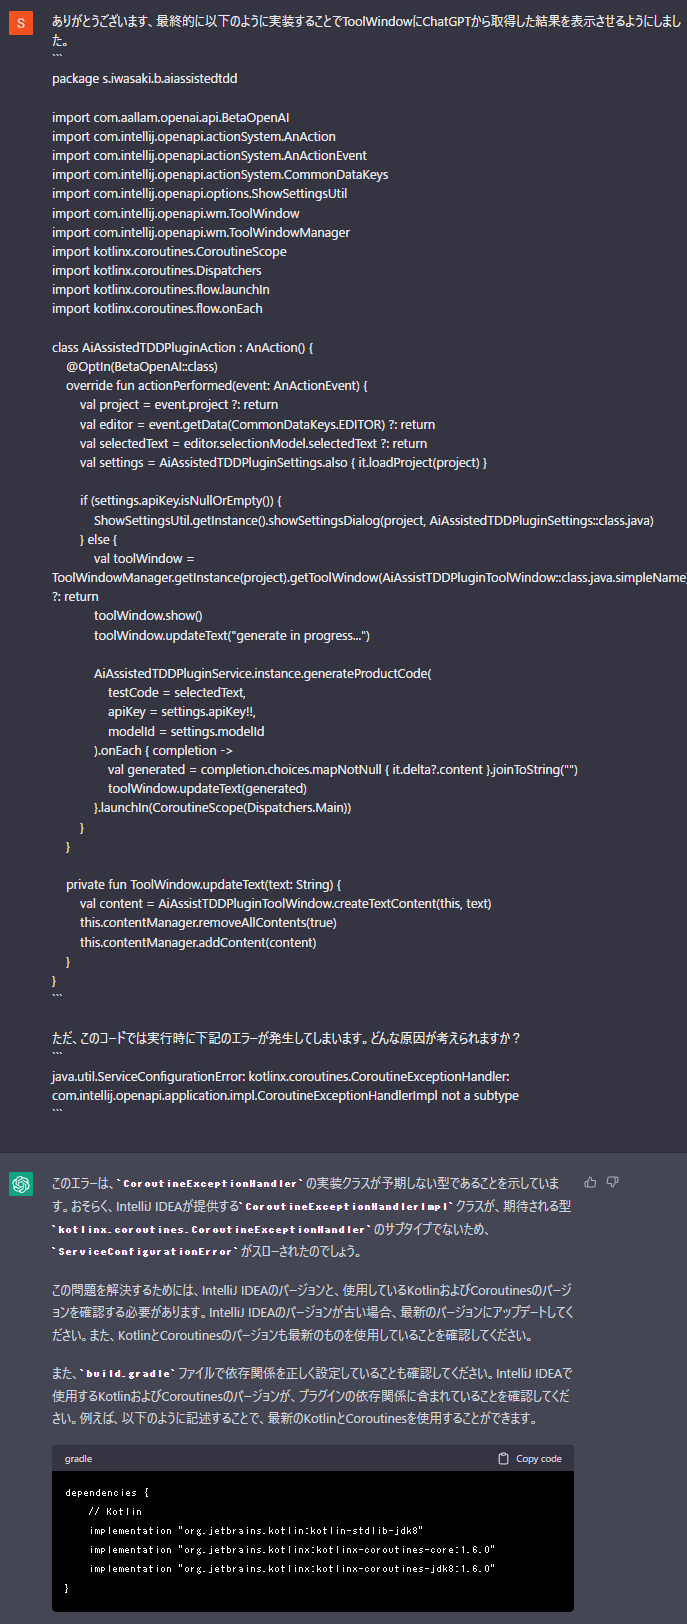 S
ありがとうございます、最終的に以下のように実装することでToolWindowにChatGPTから取得した結果を表示させるようにしまし
た。
```
package s.iwasaki.b.aiassistedtdd
import com.aallam.openai.api.BetaOpenAI
import com.intellij.openapi.actionSystem.AnAction
import com.intellij.openapi.actionSystem.AnActionEvent
import com.intellij.openapi.actionSystem.CommonDataKeys
import com.intellij.openapi.options.ShowSettingsUtil
import com.intellij.openapi.wm.ToolWindow
import com.intellij.openapi.wm.ToolWindowManager
import kotlinx.coroutines.CoroutineScope
import kotlinx.coroutines.Dispatchers
import kotlinx.coroutines.flow.launchIn
import kotlinx.coroutines.flow.onEach
class AiAssistedTDDPluginAction : AnAction() {
@OptIn(BetaOpenAI::class)
override fun actionPerformed(event: AnActionEvent) {
val project = event.project ?: return
val editor = event.getData(CommonDataKeys.EDITOR) ?: return
val selectedText = editor.selectionModel.selectedText ?: return
val settings = AiAssistedTDDPluginSettings.also { it.loadProject(project) }
if (settings.apiKey.isNullOrEmpty()) {
ShowSettingsUtil.getInstance().showSettingsDialog(project, AiAssistedTDDPluginSettings::class.java)
} else {
val toolWindow =
ToolWindowManager.getInstance(project).getToolWindow(AiAssistTDDPluginToolWindow::class.java.simpleName)
?: return
toolWindow.show()
toolWindow.updateText("generate in progress...")
AiAssistedTDDPluginService.instance.generateProductCode(
testCode = selectedText,
apiKey = settings.apiKey!!,
modelId = settings.modelId
).onEach { completion ->
val generated = completion.choices.mapNotNull { it.delta?.content }.joinToString("")
toolWindow.updateText(generated)
}.launchIn(CoroutineScope(Dispatchers.Main))
}
}
private fun ToolWindow.updateText(text: String) {
val content = AiAssistTDDPluginToolWindow.createTextContent(this, text)
this.contentManager.removeAllContents(true)
this.contentManager.addContent(content)
}
}
```
ただ、このコードでは実行時に下記のエラーが発生してしまいます。どんな原因が考えられますか？
```
java.util.ServiceConfigurationError: kotlinx.coroutines.CoroutineExceptionHandler:
com.intellij.openapi.application.impl.CoroutineExceptionHandlerImpl not a subtype
```
このエラーは、`CoroutineExceptionHandler`の実装クラスが予期しない型であることを示していま
す。おそらく、IntelliJ IDEAが提供する`CoroutineExceptionHandlerImpl`クラスが、期待される型
`kotlinx.coroutines.CoroutineExceptionHandler`のサブタイプでないため、
`ServiceConfigurationError`がスローされたのでしょう。
この問題を解決するためには、IntelliJ IDEAのバージョンと、使用しているKotlinおよびCoroutinesのバージ
ョンを確認する必要があります。IntelliJ IDEAのバージョンが古い場合、最新のバージョンにアップデートしてく
ださい。また、KotlinとCoroutinesのバージョンも最新のものを使用していることを確認してください。
また、`build.gradle`ファイルで依存関係を正しく設定していることも確認してください。IntelliJ IDEAで
使用するKotlinおよびCoroutinesのバージョンが、プラグインの依存関係に含まれていることを確認してくだ
さい。例えば、以下のように記述することで、最新のKotlinとCoroutinesを使用することができます。
gradle Copy code
dependencies {
// Kotlin
implementation "org.jetbrains.kotlin:kotlin-stdlib-jdk8"
implementation "org.jetbrains.kotlinx:kotlinx-coroutines-core:1.6.0"
implementation "org.jetbrains.kotlinx:kotlinx-coroutines-jdk8:1.6.0"
}